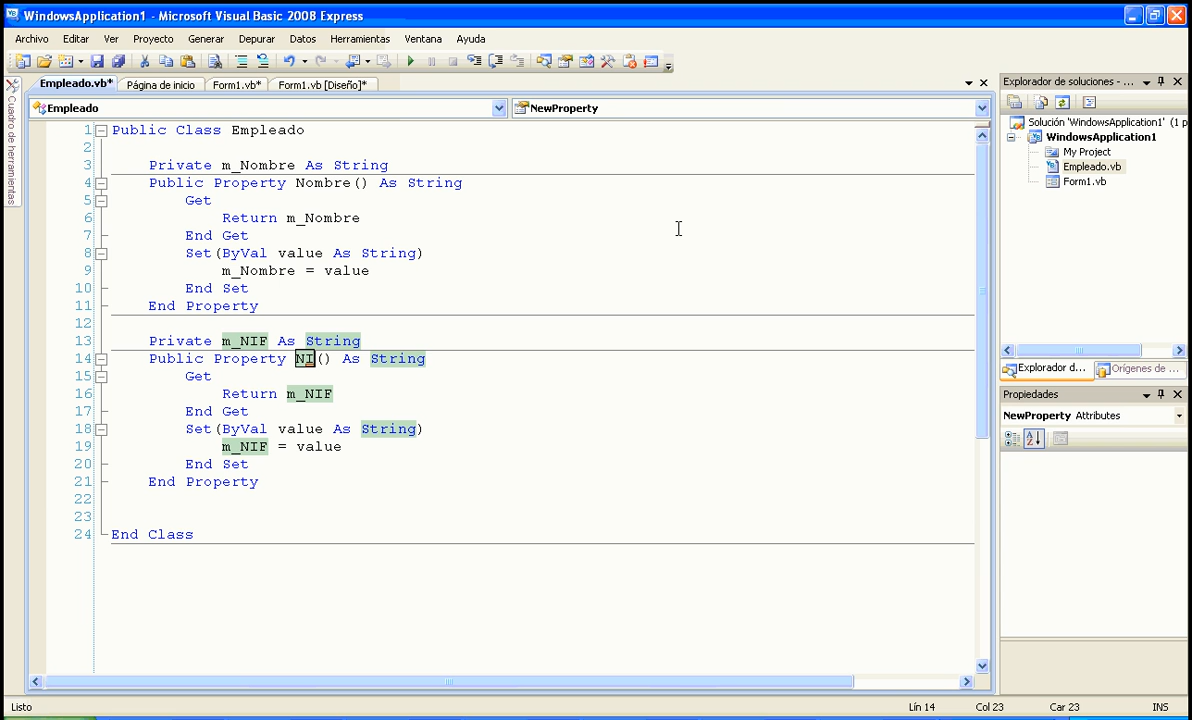 WindowsApplication1 - Microsoft Visual Basic 2008 Express
Archivo Editar Ver Proyecto Generar Depurar Datos Herramientas Ventana Ayuda
Empleado.vb* Página de inicio Form1.vb* Form1.vb [Diseño]*
Empleado NewProperty
Cuadro de herramientas
1 Public Class Empleado
2
3 Private m_Nombre As String
4 Public Property Nombre() As String
5 Get
6 Return m_Nombre
7 End Get
8 Set(ByVal value As String)
9 m_Nombre = value
10 End Set
11 End Property
12
13 Private m_NIF As String
14 Public Property NI() As String
15 Get
16 Return m_NIF
17 End Get
18 Set(ByVal value As String)
19 m_NIF = value
20 End Set
21 End Property
22
23
24 End Class
Explorador de soluciones - ...
Solución 'WindowsApplication1' (1 p
WindowsApplication1
My Project
Empleado.vb
Form1.vb
Explorador d... Orígenes de ...
Propiedades
NewProperty Attributes
Listo Lín 14 Col 23 Car 23 INS